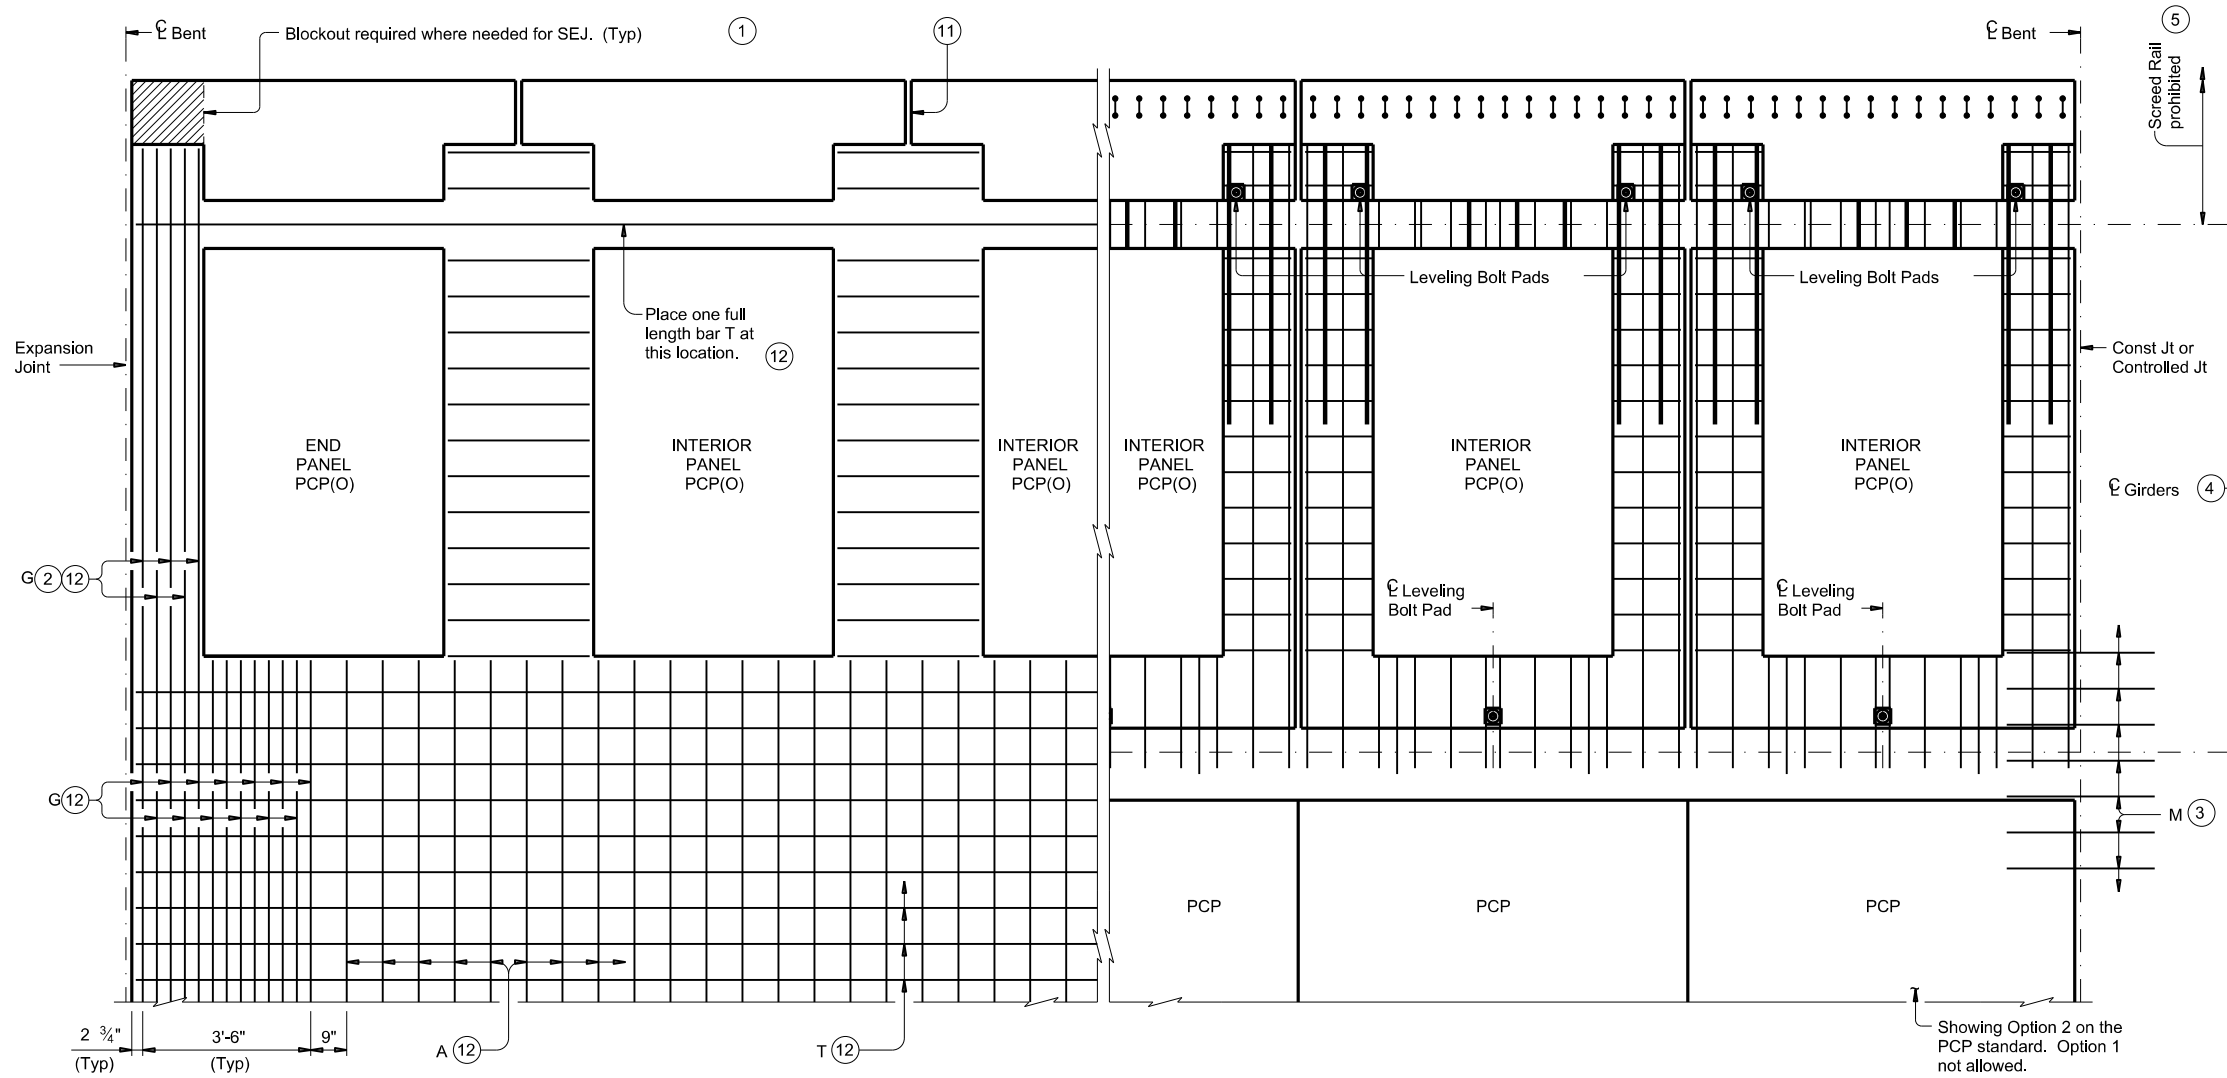 ℄ Bent
Blockout required where needed for SEJ. (Typ)
1
11
℄ Bent
5
Screed Rail
prohibited
Leveling Bolt Pads
Leveling Bolt Pads
Place one full
length bar T at
this location.
12
Expansion
Joint
Const Jt or
Controlled Jt
END
PANEL
PCP(O)
INTERIOR
PANEL
PCP(O)
INTERIOR
PANEL
PCP(O)
INTERIOR
PANEL
PCP(O)
INTERIOR
PANEL
PCP(O)
INTERIOR
PANEL
PCP(O)
℄ Girders 4
G 2 12
℄ Leveling
Bolt Pad
℄ Leveling
Bolt Pad
G 12
M 3
PCP
PCP
PCP
2 ¾"
(Typ)
3'-6"
(Typ)
9"
A 12
T 12
Showing Option 2 on the
PCP standard. Option 1
not allowed.